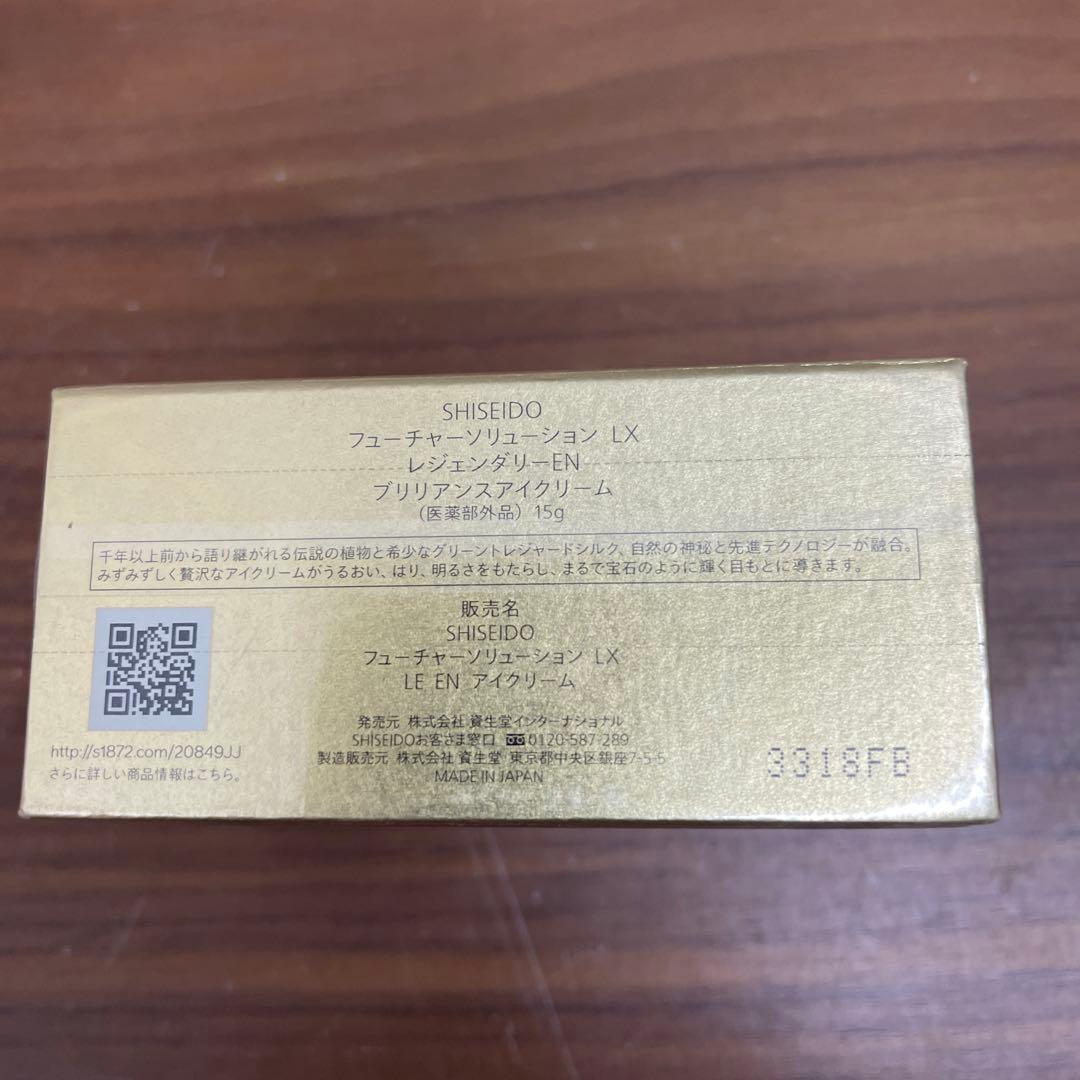 SHISEIDO
フューチャーソリューション LX
レジェンダリーEN
ブリリアンスアイクリーム
（医薬部外品）15g
千年以上前から語り継がれる伝説の植物と希少なグリーントレジャードシルク、自然の神秘と先進テクノロジーが融合。
みずみずしく贅沢なアイクリームがうるおい、はり、明るさをもたらし、まるで宝石のように輝く目もとに導きます。
販売名
SHISEIDO
フューチャーソリューション LX
LE EN アイクリーム
発売元 株式会社 資生堂インターナショナル
SHISEIDOお客さま窓口 0120-587-289
製造販売元 株式会社 資生堂 東京都中央区銀座7-5-5
MADE IN JAPAN
http://s1872.com/20849JJ
さらに詳しい商品情報はこちら。
3318FB